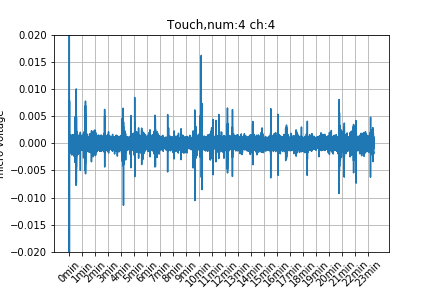 Touch,num:4 ch:4
0.020
0.015
0.010
0.005
0.000
−0.005
−0.010
−0.015
−0.020
micro voltage
0min
1min
2min
3min
4min
5min
6min
7min
8min
9min
10min
11min
12min
13min
14min
15min
16min
17min
18min
19min
20min
21min
22min
23min